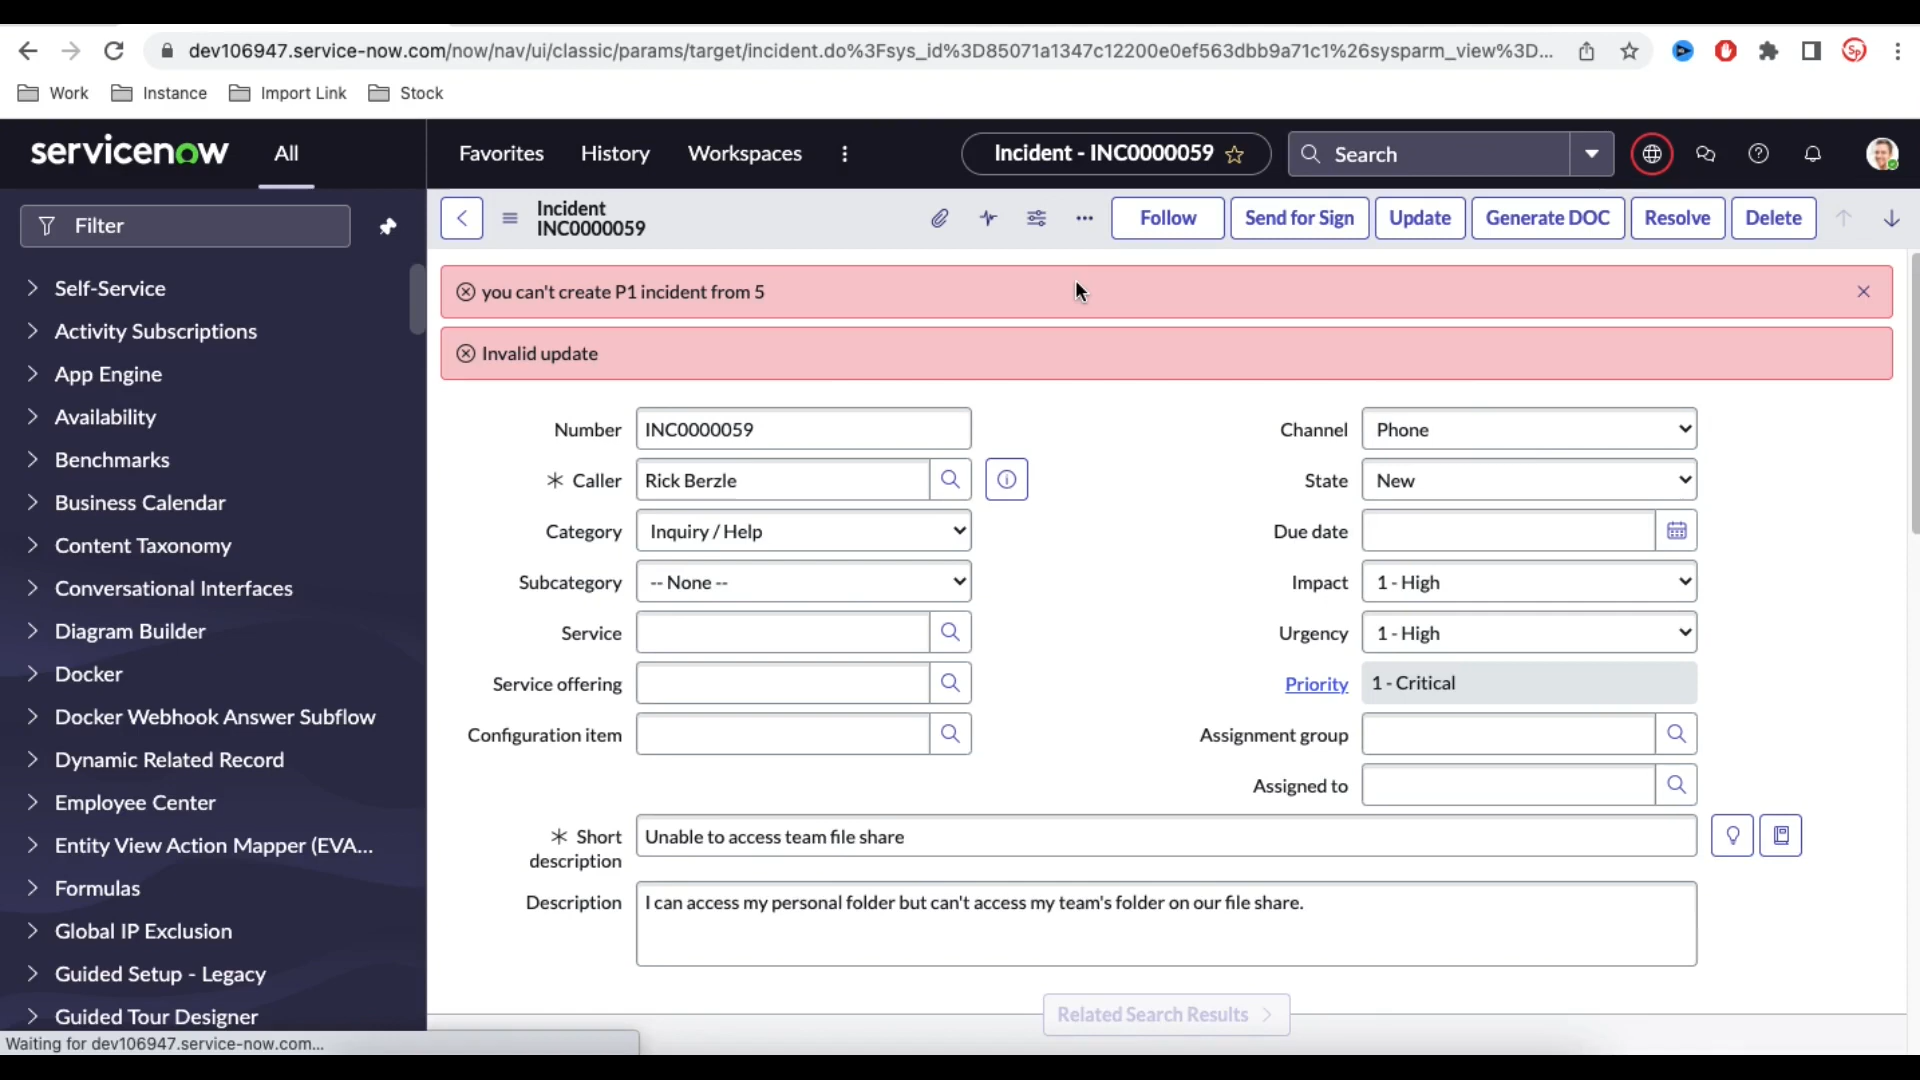 dev106947.service-now.com/now/nav/ui/classic/params/target/incident.do%3Fsys_id%3D85071a1347c12200e0ef563dbb9a71c1%26sysparm_view%3D...
Sp
Work Instance Import Link Stock
servicenow All Favorites History Workspaces Incident - INC0000059 Search
Filter
Incident
INC0000059
Follow Send for Sign Update Generate DOC Resolve Delete
Self-Service
Activity Subscriptions
App Engine
Availability
Benchmarks
Business Calendar
Content Taxonomy
Conversational Interfaces
Diagram Builder
Docker
Docker Webhook Answer Subflow
Dynamic Related Record
Employee Center
Entity View Action Mapper (EVA...
Formulas
Global IP Exclusion
Guided Setup - Legacy
Guided Tour Designer
you can't create P1 incident from 5
Invalid update
Number INC0000059
Caller Rick Berzle
Category Inquiry / Help
Subcategory -- None --
Service
Service offering
Configuration item
Channel Phone
State New
Due date
Impact 1 - High
Urgency 1 - High
Priority 1 - Critical
Assignment group
Assigned to
Short description Unable to access team file share
Description I can access my personal folder but can't access my team's folder on our file share.
Related Search Results
Waiting for dev106947.service-now.com...